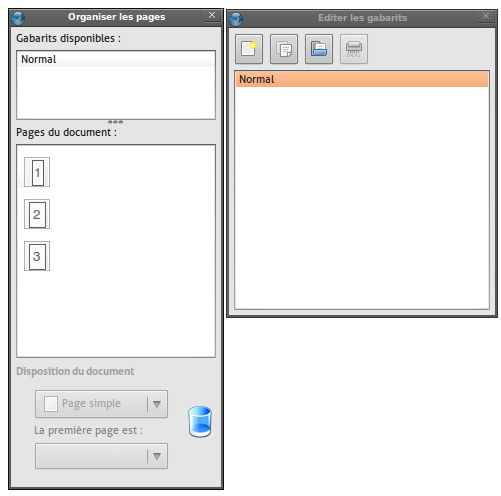 Organiser les pages
Gabarits disponibles :
Normal
Pages du document :
1
2
3
Disposition du document
Page simple
La première page est :
Editer les gabarits
Normal